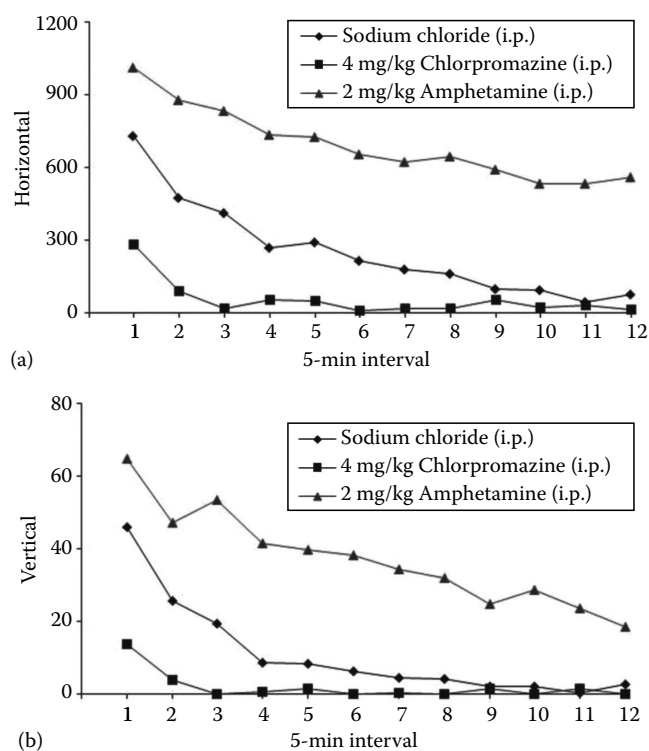 1200
900
600
300
0
Horizontal
Sodium chloride (i.p.)
4 mg/kg Chlorpromazine (i.p.)
2 mg/kg Amphetamine (i.p.)
1 2 3 4 5 6 7 8 9 10 11 12
(a)
5-min interval
80
60
40
20
0
Vertical
Sodium chloride (i.p.)
4 mg/kg Chlorpromazine (i.p.)
2 mg/kg Amphetamine (i.p.)
1 2 3 4 5 6 7 8 9 10 11 12
(b)
5-min interval